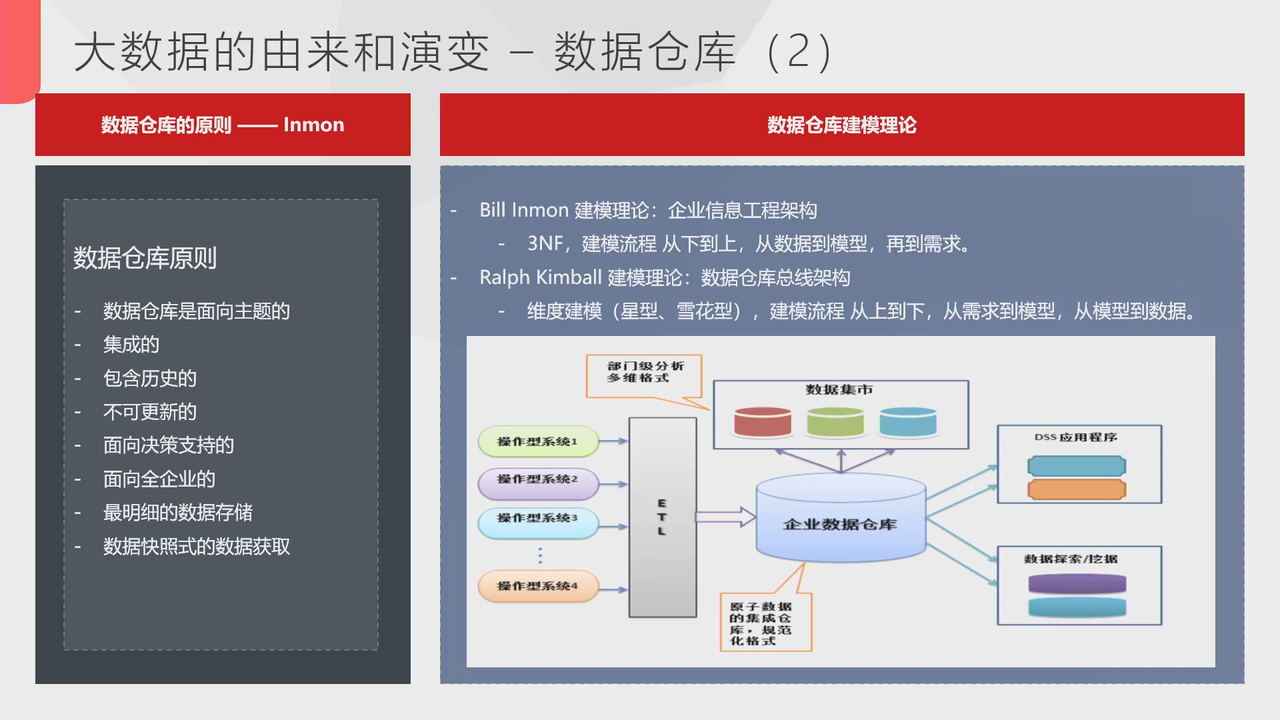 大数据的由来和演变 – 数据仓库（2）
数据仓库的原则 —— Inmon
数据仓库原则
- 数据仓库是面向主题的
- 集成的
- 包含历史的
- 不可更新的
- 面向决策支持的
- 面向全企业的
- 最明细的数据存储
- 数据快照式的数据获取
数据仓库建模理论
- Bill Inmon 建模理论：企业信息工程架构
- 3NF，建模流程 从下到上，从数据到模型，再到需求。
- Ralph Kimball 建模理论：数据仓库总线架构
- 维度建模（星型、雪花型），建模流程 从上到下，从需求到模型，从模型到数据。
部门级分析
多维格式
数据集市
操作型系统1
操作型系统2
操作型系统3
操作型系统4
E
T
L
企业数据仓库
原子数据
的集成仓
库，规范
化格式
DSS 应用程序
数据探索/挖掘